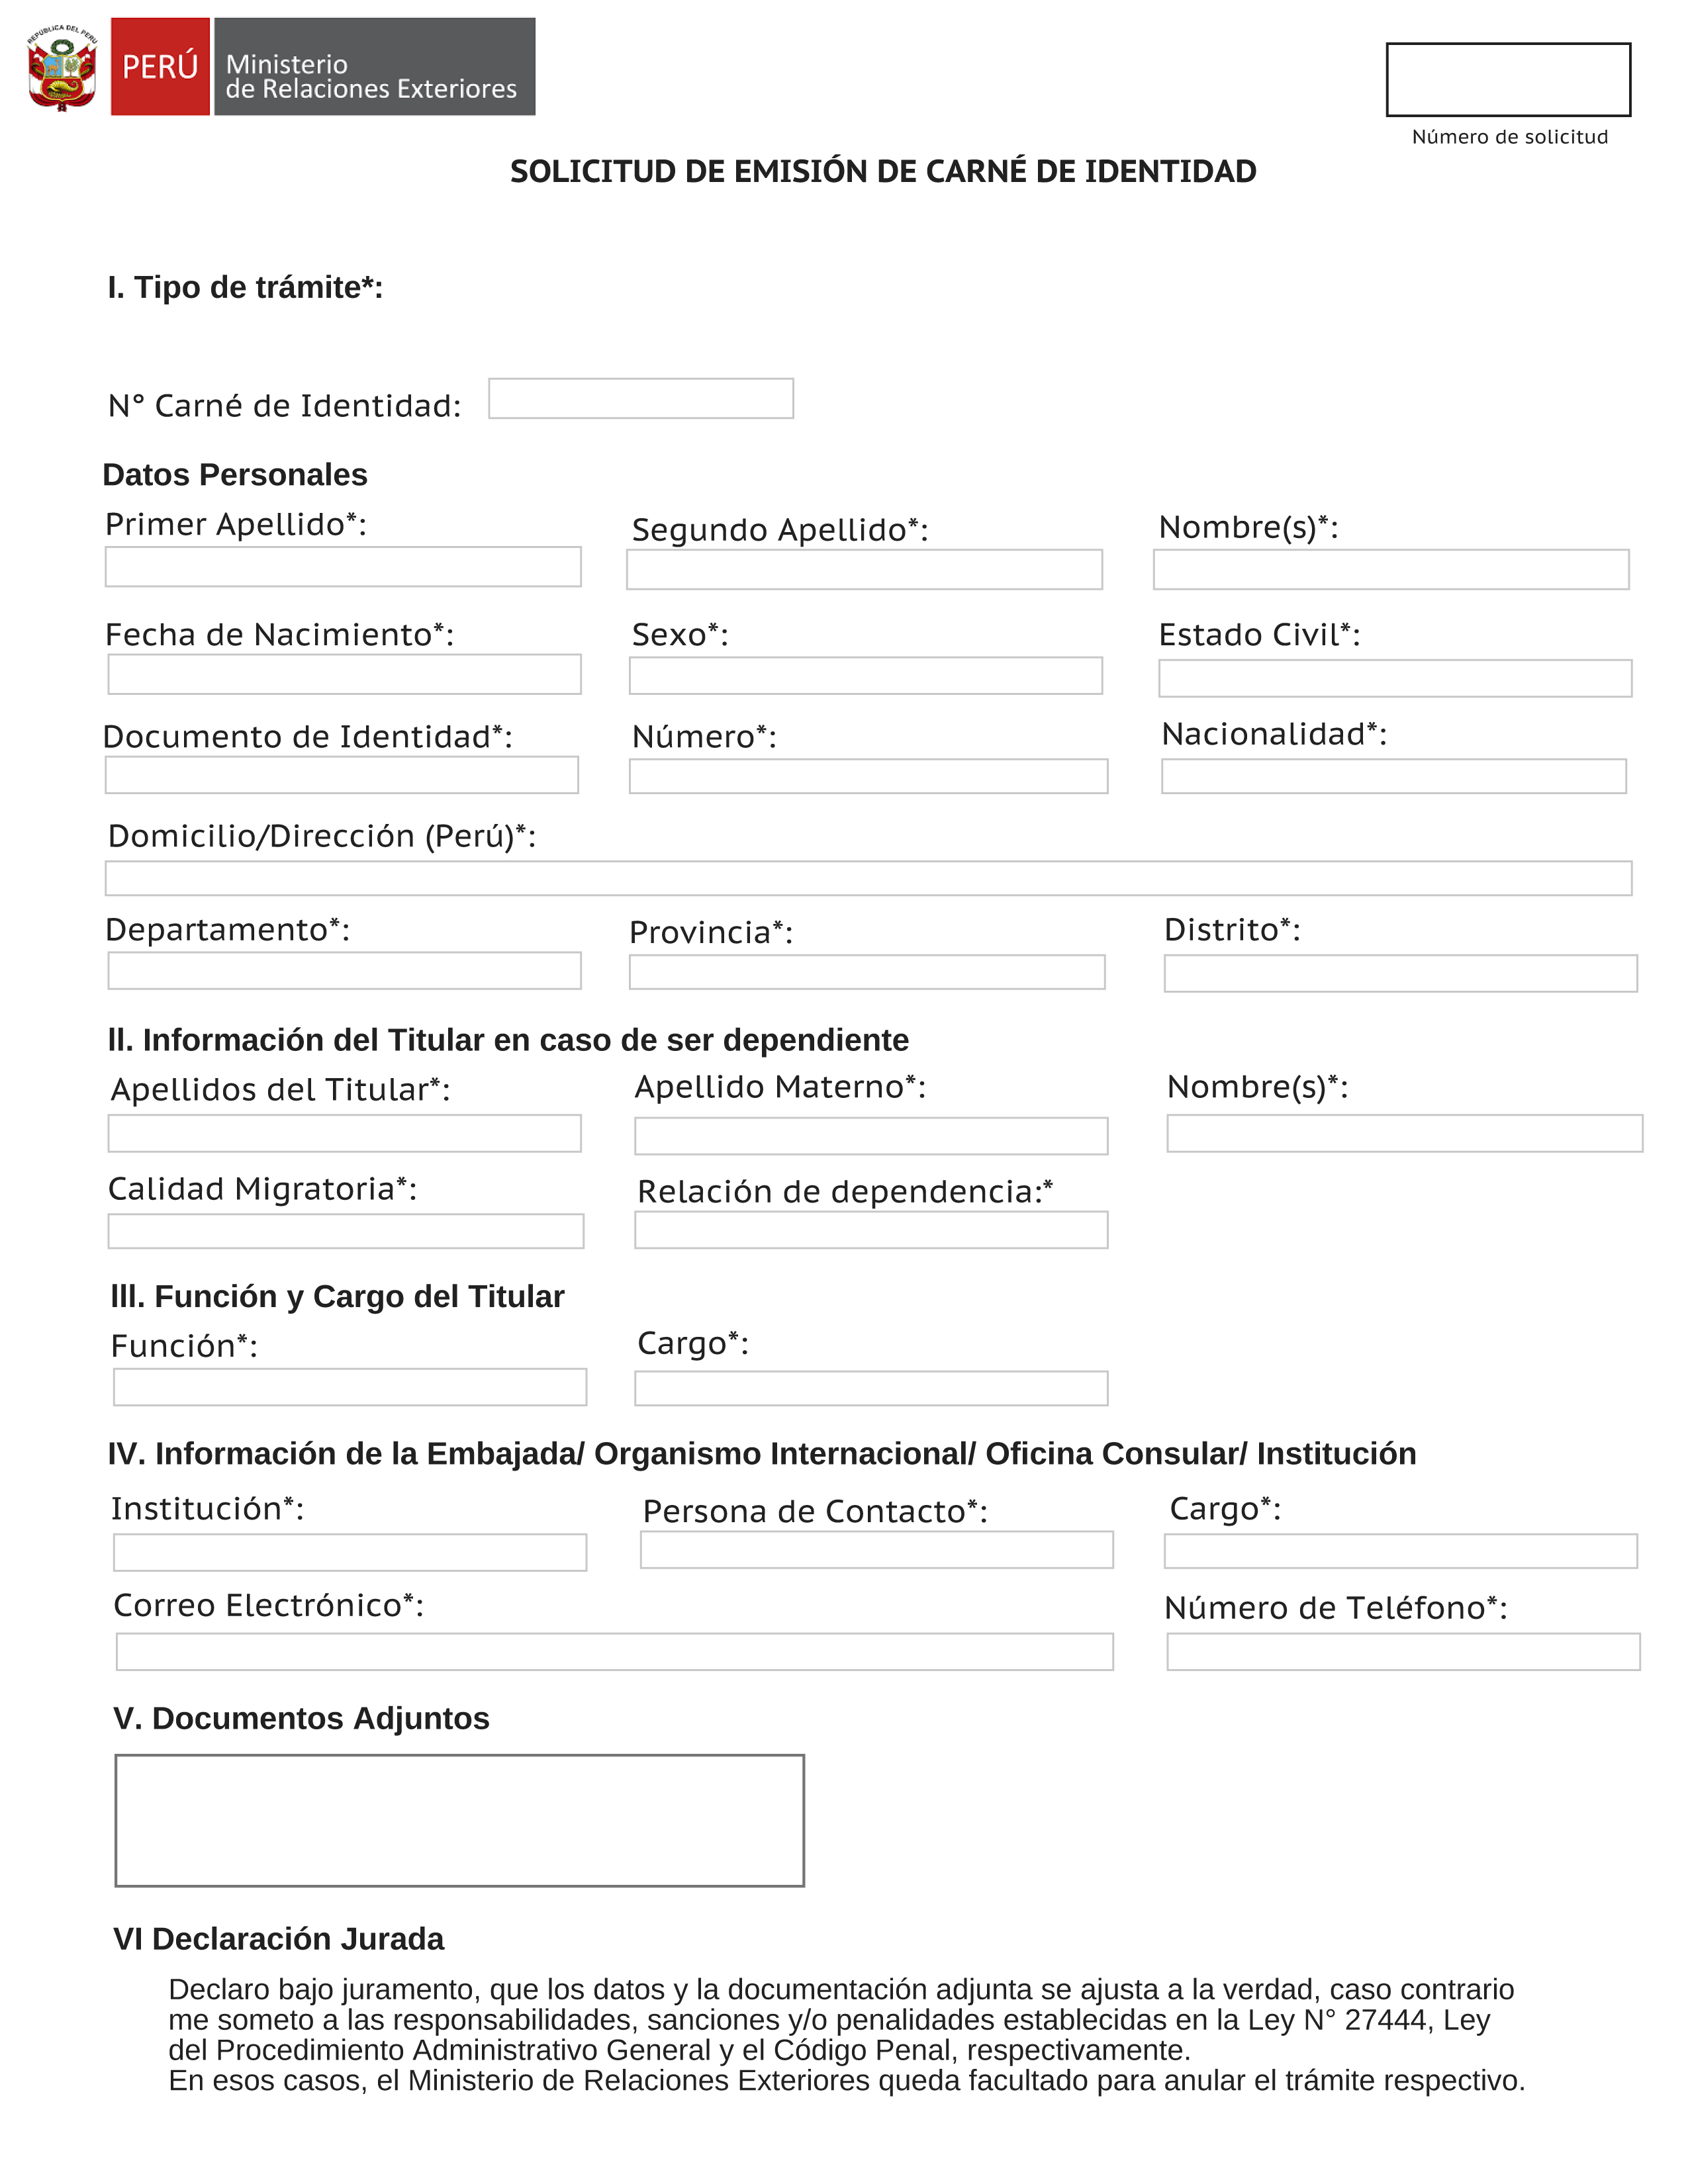 REPÚBLICA DEL PERÚ
PERÚ
Ministerio
de Relaciones Exteriores
Número de solicitud
SOLICITUD DE EMISIÓN DE CARNÉ DE IDENTIDAD
I. Tipo de trámite*:
N° Carné de Identidad:
Datos Personales
Primer Apellido*: Segundo Apellido*: Nombre(s)*:
Fecha de Nacimiento*: Sexo*: Estado Civil*:
Documento de Identidad*: Número*: Nacionalidad*:
Domicilio/Dirección (Perú)*:
Departamento*: Provincia*: Distrito*:
ll. Información del Titular en caso de ser dependiente
Apellidos del Titular*: Apellido Materno*: Nombre(s)*:
Calidad Migratoria*: Relación de dependencia:*
lll. Función y Cargo del Titular
Función*: Cargo*:
IV. Información de la Embajada/ Organismo Internacional/ Oficina Consular/ Institución
Institución*: Persona de Contacto*: Cargo*:
Correo Electrónico*: Número de Teléfono*:
V. Documentos Adjuntos
VI Declaración Jurada
Declaro bajo juramento, que los datos y la documentación adjunta se ajusta a la verdad, caso contrario
me someto a las responsabilidades, sanciones y/o penalidades establecidas en la Ley N° 27444, Ley
del Procedimiento Administrativo General y el Código Penal, respectivamente.
En esos casos, el Ministerio de Relaciones Exteriores queda facultado para anular el trámite respectivo.